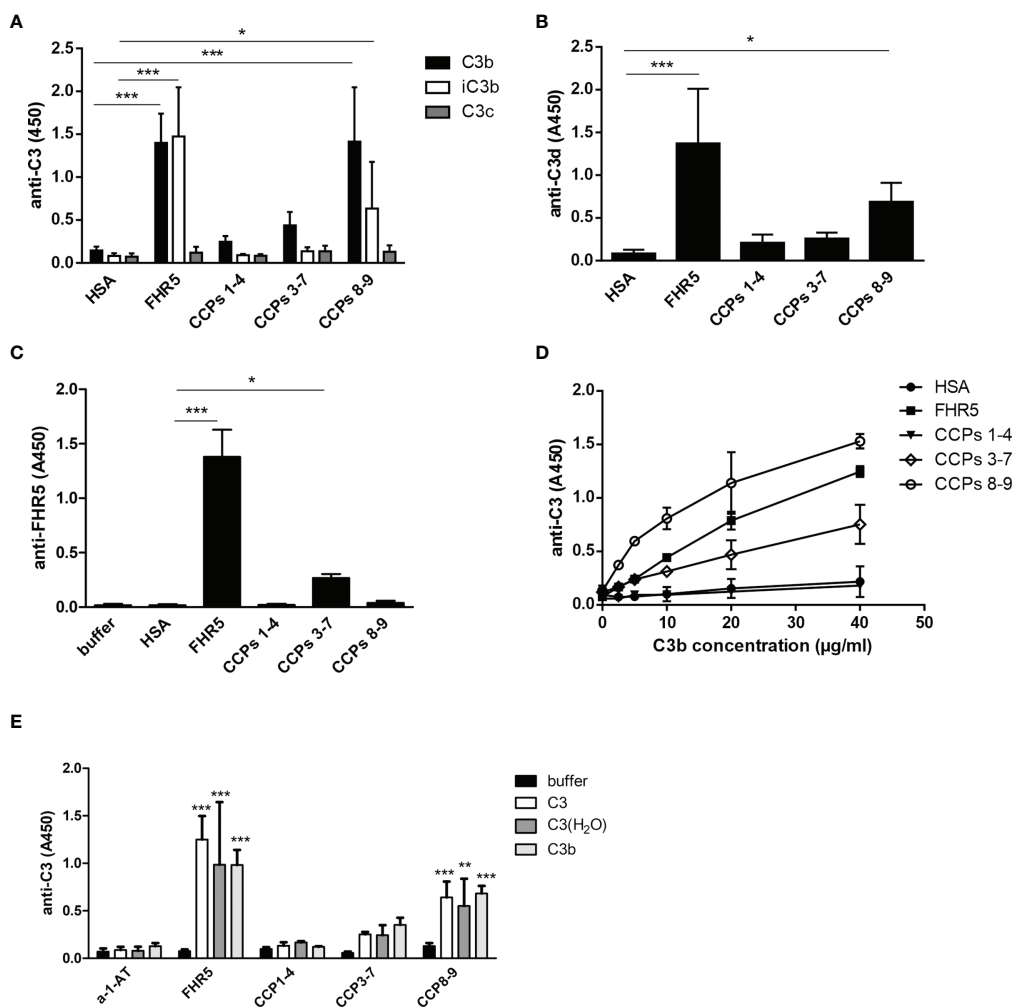 A
anti-C3 (450)
2.5
2.0
1.5
1.0
0.5
0.0
*
***
***
***
HSA
FHR5
CCPs 1-4
CCPs 3-7
CCPs 8-9
C3b
iC3b
C3c
B
anti-C3d (A450)
2.5
2.0
1.5
1.0
0.5
0.0
*
***
HSA
FHR5
CCPs 1-4
CCPs 3-7
CCPs 8-9
C
anti-FHR5 (A450)
2.0
1.5
1.0
0.5
0.0
*
***
buffer
HSA
FHR5
CCPs 1-4
CCPs 3-7
CCPs 8-9
D
anti-C3 (A450)
2.0
1.5
1.0
0.5
0.0
0 10 20 30 40 50
C3b concentration (µg/ml)
HSA
FHR5
CCPs 1-4
CCPs 3-7
CCPs 8-9
E
anti-C3 (A450)
2.0
1.5
1.0
0.5
0.0
*** *** ***
*** ** ***
a-1-AT
FHR5
CCP1-4
CCP3-7
CCP8-9
buffer
C3
C3(H₂O)
C3b